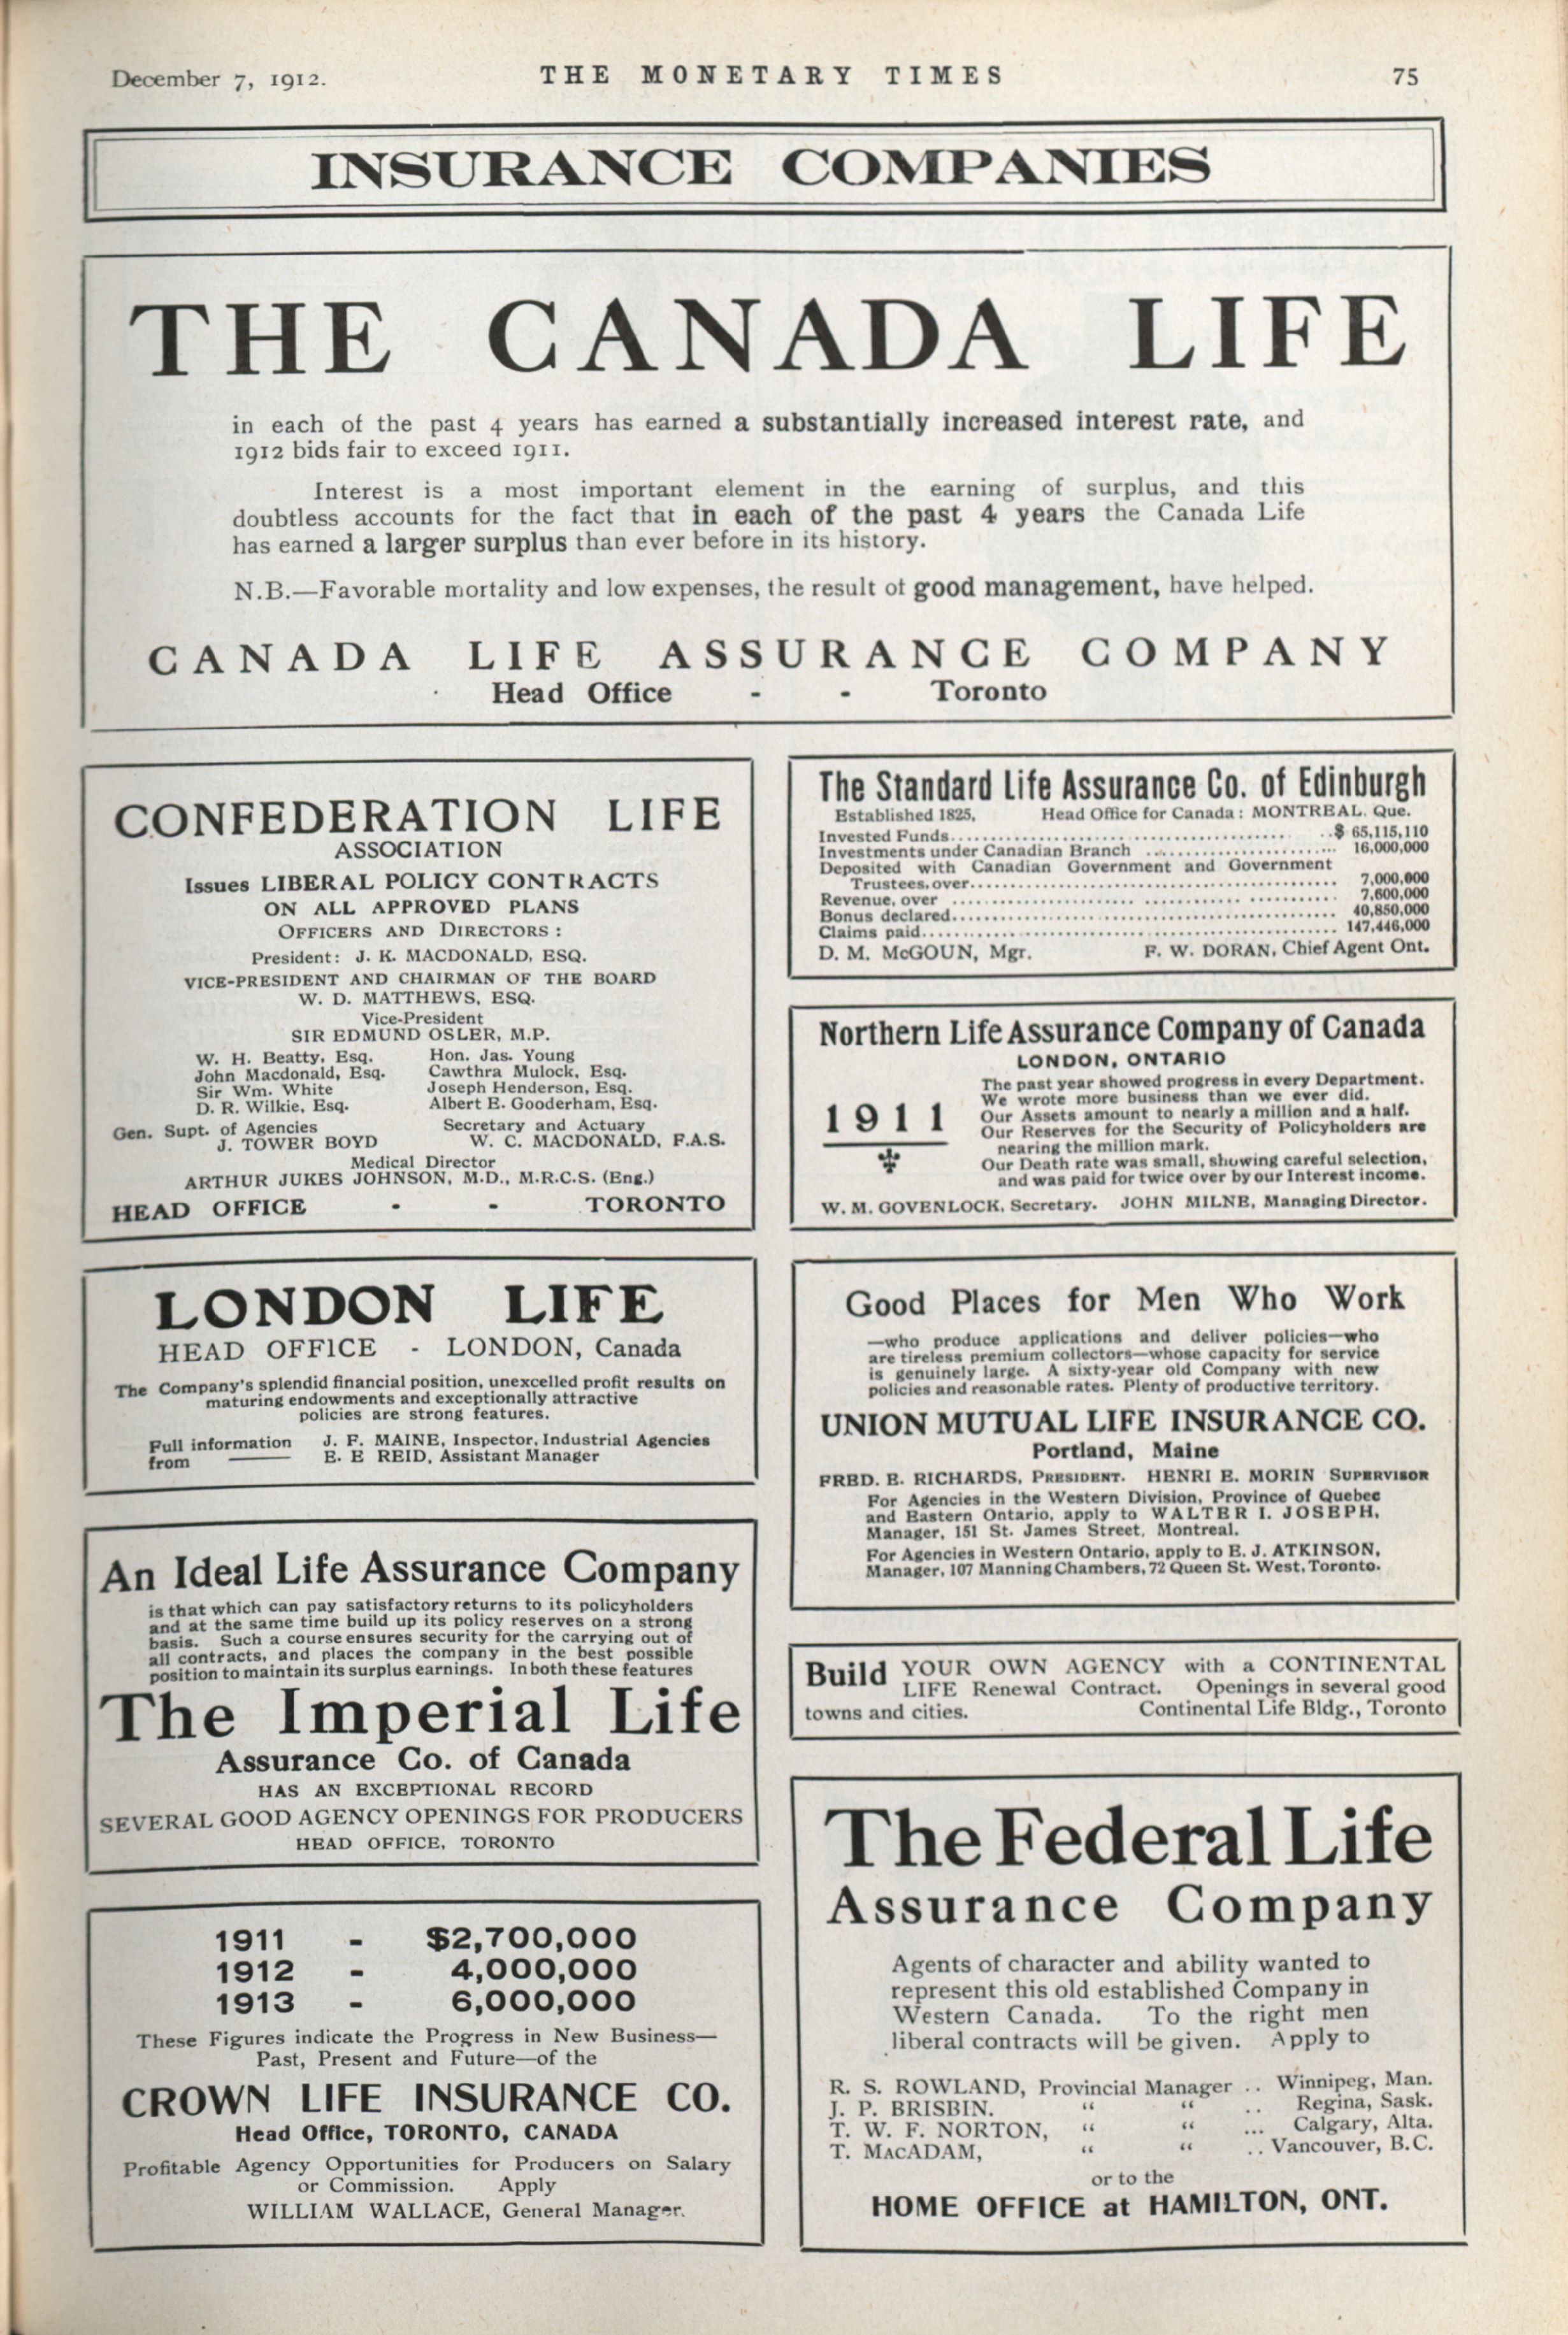 December 7, 1912.
THE MONETARY TIMES
75
INSURANCE COMPANIES
THE CANADA LIFE
in each of the past 4 years has earned a substantially increased interest rate, and
1912 bids fair to exceed 1911.
Interest is a most important element in the earning of surplus, and this
doubtless accounts for the fact that in each of the past 4 years the Canada Life
has earned a larger surplus than ever before in its history.
N.B.—Favorable mortality and low expenses, the result of good management, have helped.
CANADA LIFE ASSURANCE COMPANY
Head Office - - Toronto
CONFEDERATION LIFE
ASSOCIATION
Issues LIBERAL POLICY CONTRACTS
ON ALL APPROVED PLANS
OFFICERS AND DIRECTORS :
President: J. K. MACDONALD, ESQ.
VICE-PRESIDENT AND CHAIRMAN OF THE BOARD
W. D. MATTHEWS, ESQ.
Vice-President
SIR EDMUND OSLER, M.P.
W. H. Beatty, Esq. Hon. Jas. Young
John Macdonald, Esq. Cawthra Mulock, Esq.
Sir Wm. White Joseph Henderson, Esq.
D. R. Wilkie, Esq. Albert E. Gooderham, Esq.
Gen. Supt. of Agencies Secretary and Actuary
J. TOWER BOYD W. C. MACDONALD, F.A.S.
Medical Director
ARTHUR JUKES JOHNSON, M.D., M.R.C.S. (Eng.)
HEAD OFFICE - - TORONTO
LONDON LIFE
HEAD OFFICE - LONDON, Canada
The Company's splendid financial position, unexcelled profit results on
maturing endowments and exceptionally attractive
policies are strong features.
Full information J. F. MAINE, Inspector, Industrial Agencies
from —— E. E REID, Assistant Manager
An Ideal Life Assurance Company
is that which can pay satisfactory returns to its policyholders
and at the same time build up its policy reserves on a strong
basis. Such a course ensures security for the carrying out of
all contracts, and places the company in the best possible
position to maintain its surplus earnings. In both these features
The Imperial Life
Assurance Co. of Canada
HAS AN EXCEPTIONAL RECORD
SEVERAL GOOD AGENCY OPENINGS FOR PRODUCERS
HEAD OFFICE, TORONTO
1911 - $2,700,000
1912 - 4,000,000
1913 - 6,000,000
These Figures indicate the Progress in New Business—
Past, Present and Future—of the
CROWN LIFE INSURANCE CO.
Head Office, TORONTO, CANADA
Profitable Agency Opportunities for Producers on Salary
or Commission. Apply
WILLIAM WALLACE, General Manager.
The Standard Life Assurance Co. of Edinburgh
Established 1825. Head Office for Canada: MONTREAL, Que.
Invested Funds.......... $ 65,115,110
Investments under Canadian Branch .......... 16,000,000
Deposited with Canadian Government and Government
Trustees, over.......... 7,000,000
Revenue, over .......... 7,600,000
Bonus declared.......... 40,850,000
Claims paid.......... 147,446,000
D. M. McGOUN, Mgr. F. W. DORAN, Chief Agent Ont.
Northern Life Assurance Company of Canada
LONDON, ONTARIO
1911
The past year showed progress in every Department.
We wrote more business than we ever did.
Our Assets amount to nearly a million and a half.
Our Reserves for the Security of Policyholders are
nearing the million mark.
Our Death rate was small, showing careful selection,
and was paid for twice over by our Interest income.
W. M. GOVENLOCK, Secretary. JOHN MILNE, Managing Director.
Good Places for Men Who Work
—who produce applications and deliver policies—who
are tireless premium collectors—whose capacity for service
is genuinely large. A sixty-year old Company with new
policies and reasonable rates. Plenty of productive territory.
UNION MUTUAL LIFE INSURANCE CO.
Portland, Maine
FRED. E. RICHARDS, PRESIDENT. HENRI E. MORIN SUPERVISOR
For Agencies in the Western Division, Province of Quebec
and Eastern Ontario, apply to WALTER I. JOSEPH,
Manager, 151 St. James Street, Montreal.
For Agencies in Western Ontario, apply to E. J. ATKINSON,
Manager, 107 Manning Chambers, 72 Queen St. West, Toronto.
Build YOUR OWN AGENCY with a CONTINENTAL
LIFE Renewal Contract. Openings in several good
towns and cities. Continental Life Bldg., Toronto
The Federal Life
Assurance Company
Agents of character and ability wanted to
represent this old established Company in
Western Canada. To the right men
liberal contracts will be given. Apply to
R. S. ROWLAND, Provincial Manager .. Winnipeg, Man.
J. P. BRISBIN. " " .. Regina, Sask.
T. W. F. NORTON, " " ... Calgary, Alta.
T. MACADAM, " " .. Vancouver, B.C.
or to the
HOME OFFICE at HAMILTON, ONT.